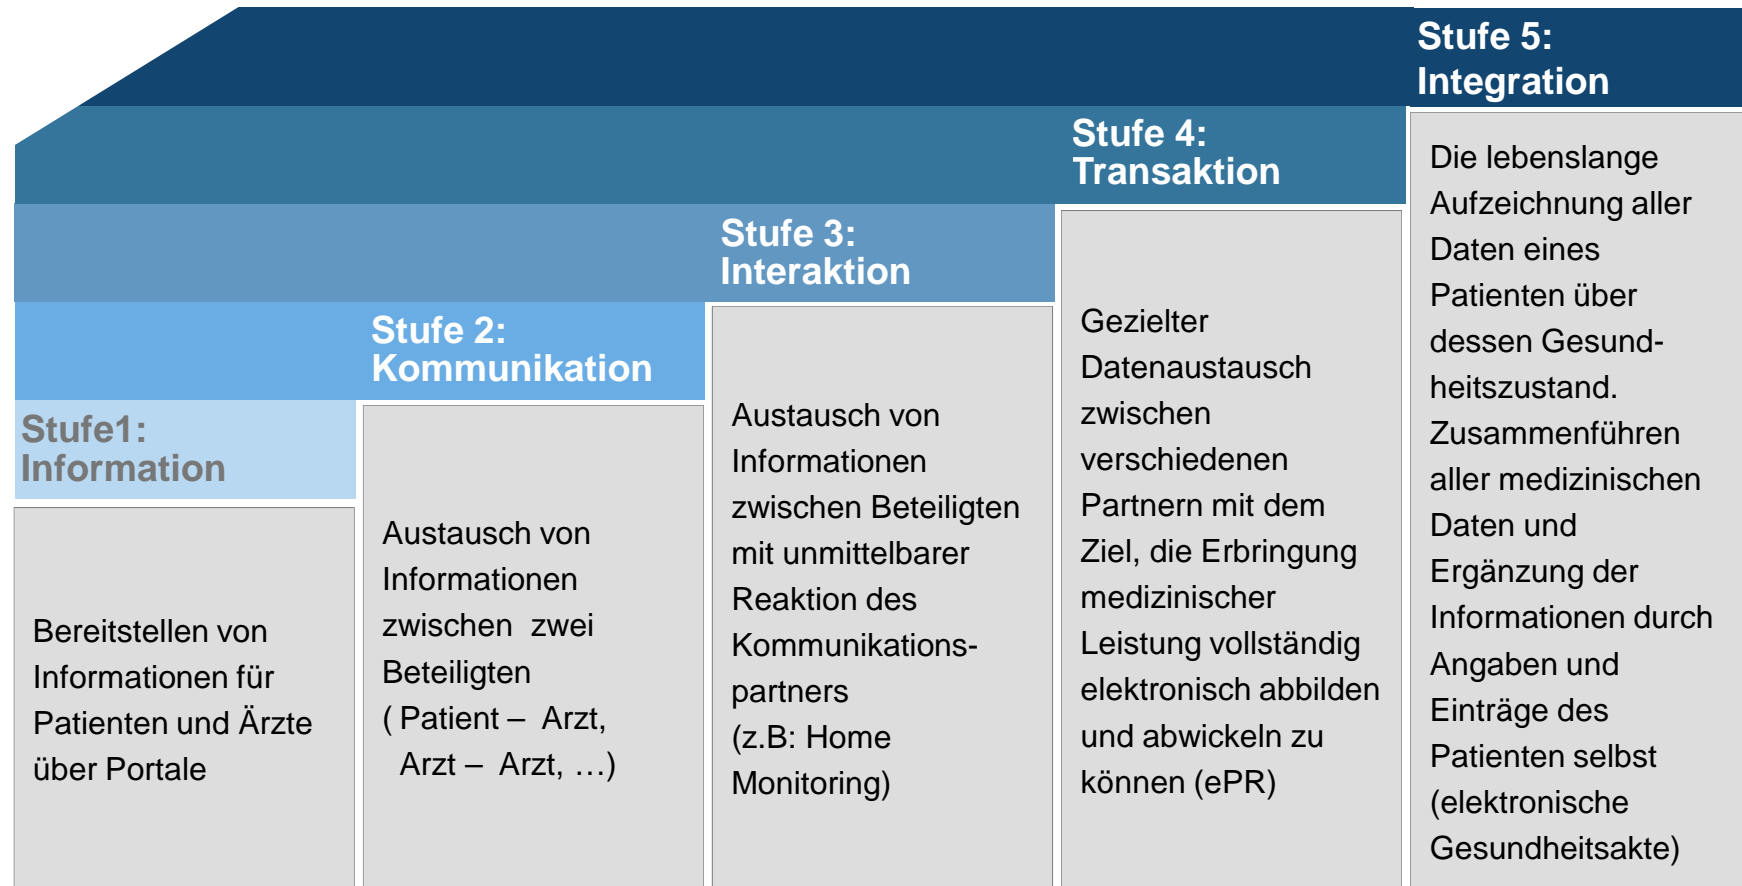 Stufe 5:
Integration
Stufe 4:
Transaktion
Stufe 3:
Interaktion
Stufe 2:
Kommunikation
Stufe1:
Information
Bereitstellen von
Informationen für
Patienten und Ärzte
über Portale
Austausch von
Informationen
zwischen zwei
Beteiligten
( Patient – Arzt,
Arzt – Arzt, …)
Austausch von
Informationen
zwischen Beteiligten
mit unmittelbarer
Reaktion des
Kommunikations-
partners
(z.B: Home
Monitoring)
Gezielter
Datenaustausch
zwischen
verschiedenen
Partnern mit dem
Ziel, die Erbringung
medizinischer
Leistung vollständig
elektronisch abbilden
und abwickeln zu
können (ePR)
Die lebenslange
Aufzeichnung aller
Daten eines
Patienten über
dessen Gesund-
heitszustand.
Zusammenführen
aller medizinischen
Daten und
Ergänzung der
Informationen durch
Angaben und
Einträge des
Patienten selbst
(elektronische
Gesundheitsakte)